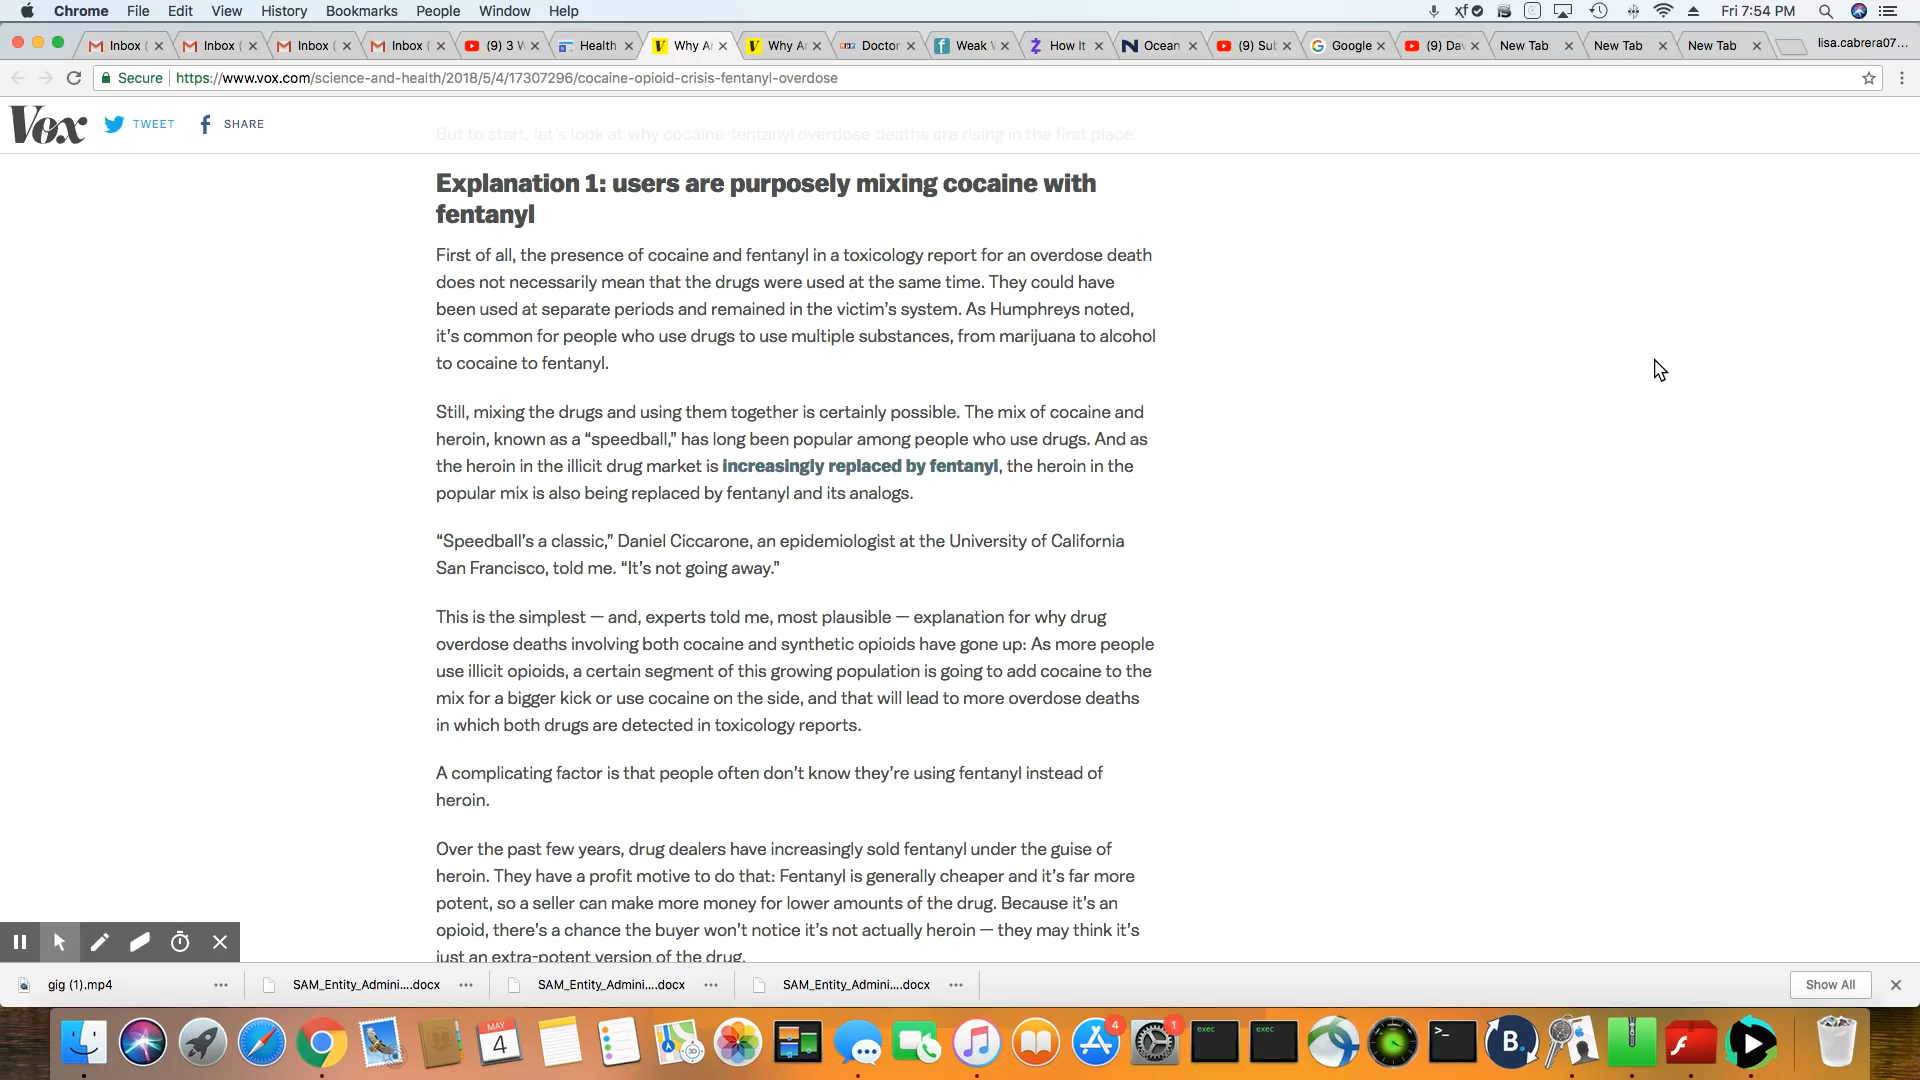 Chrome File Edit View History Bookmarks People Window Help Fri 7:54 PM
Inbox ( Inbox ( Inbox ( Inbox ( (9) 3 Health Why A Why A Doctor Weak How It Ocean (9) Su Google (9) Da New Tab New Tab New Tab lisa.cabrera07...
Secure https://www.vox.com/science-and-health/2018/5/4/17307296/cocaine-opioid-crisis-fentanyl-overdose
Vox TWEET SHARE
But to start, let's look at why cocaine-fentanyl overdose deaths are rising in the first place.
Explanation 1: users are purposely mixing cocaine with
fentanyl
First of all, the presence of cocaine and fentanyl in a toxicology report for an overdose death
does not necessarily mean that the drugs were used at the same time. They could have
been used at separate periods and remained in the victim's system. As Humphreys noted,
it's common for people who use drugs to use multiple substances, from marijuana to alcohol
to cocaine to fentanyl.
Still, mixing the drugs and using them together is certainly possible. The mix of cocaine and
heroin, known as a “speedball,” has long been popular among people who use drugs. And as
the heroin in the illicit drug market is increasingly replaced by fentanyl, the heroin in the
popular mix is also being replaced by fentanyl and its analogs.
“Speedball's a classic,” Daniel Ciccarone, an epidemiologist at the University of California
San Francisco, told me. “It's not going away.”
This is the simplest — and, experts told me, most plausible — explanation for why drug
overdose deaths involving both cocaine and synthetic opioids have gone up: As more people
use illicit opioids, a certain segment of this growing population is going to add cocaine to the
mix for a bigger kick or use cocaine on the side, and that will lead to more overdose deaths
in which both drugs are detected in toxicology reports.
A complicating factor is that people often don't know they're using fentanyl instead of
heroin.
Over the past few years, drug dealers have increasingly sold fentanyl under the guise of
heroin. They have a profit motive to do that: Fentanyl is generally cheaper and it's far more
potent, so a seller can make more money for lower amounts of the drug. Because it's an
opioid, there's a chance the buyer won't notice it's not actually heroin — they may think it's
just an extra-potent version of the drug.
gig (1).mp4 SAM_Entity_Admini....docx SAM_Entity_Admini....docx SAM_Entity_Admini....docx Show All
MAY
4
3D
4
1
exec
exec
B.